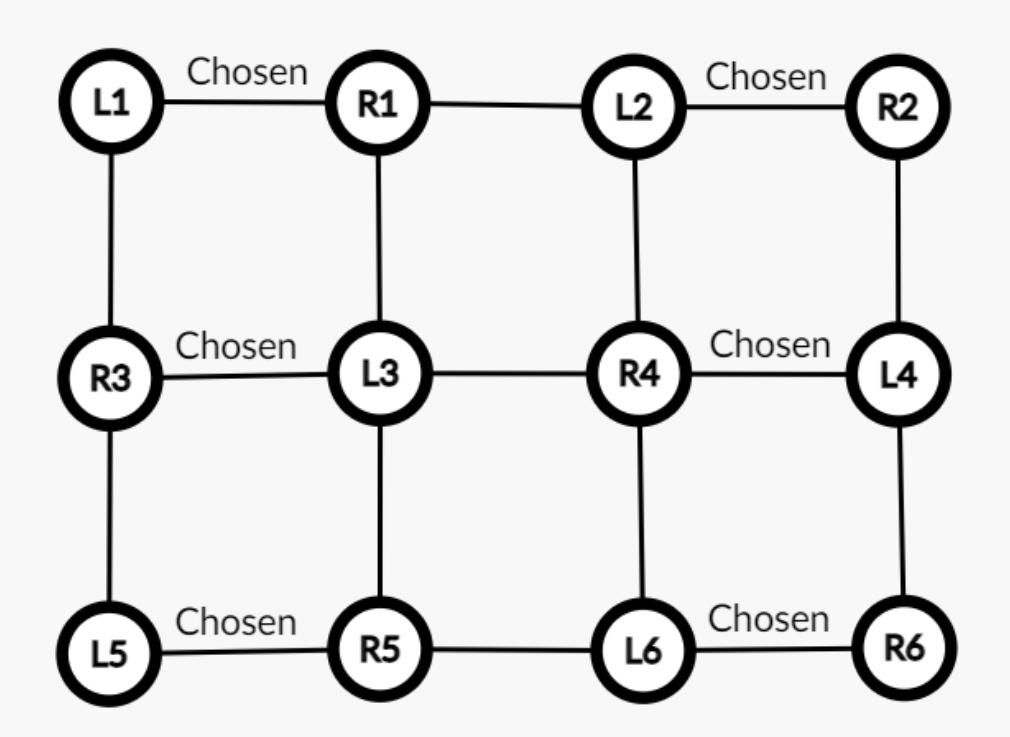 Chosen Chosen
L1 R1 L2 R2
Chosen Chosen
R3 L3 R4 L4
Chosen Chosen
L5 R5 L6 R6